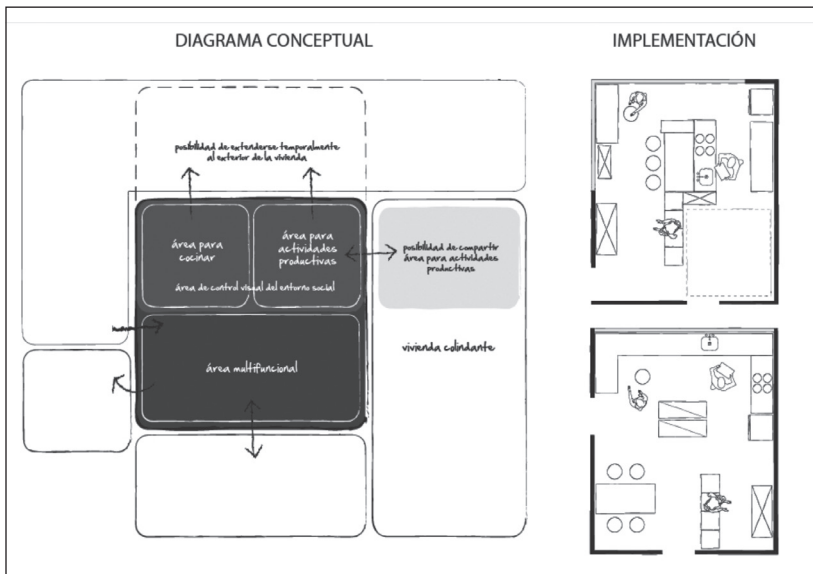 DIAGRAMA CONCEPTUAL
IMPLEMENTACIÓN
posibilidad de extenderse temporalmente
al exterior de la vivienda
área para
cocinar
área para
actividades
productivas
posibilidad de compartir
área para actividades
productivas
área de control visual del entorno social
vivienda colindante
área multifuncional